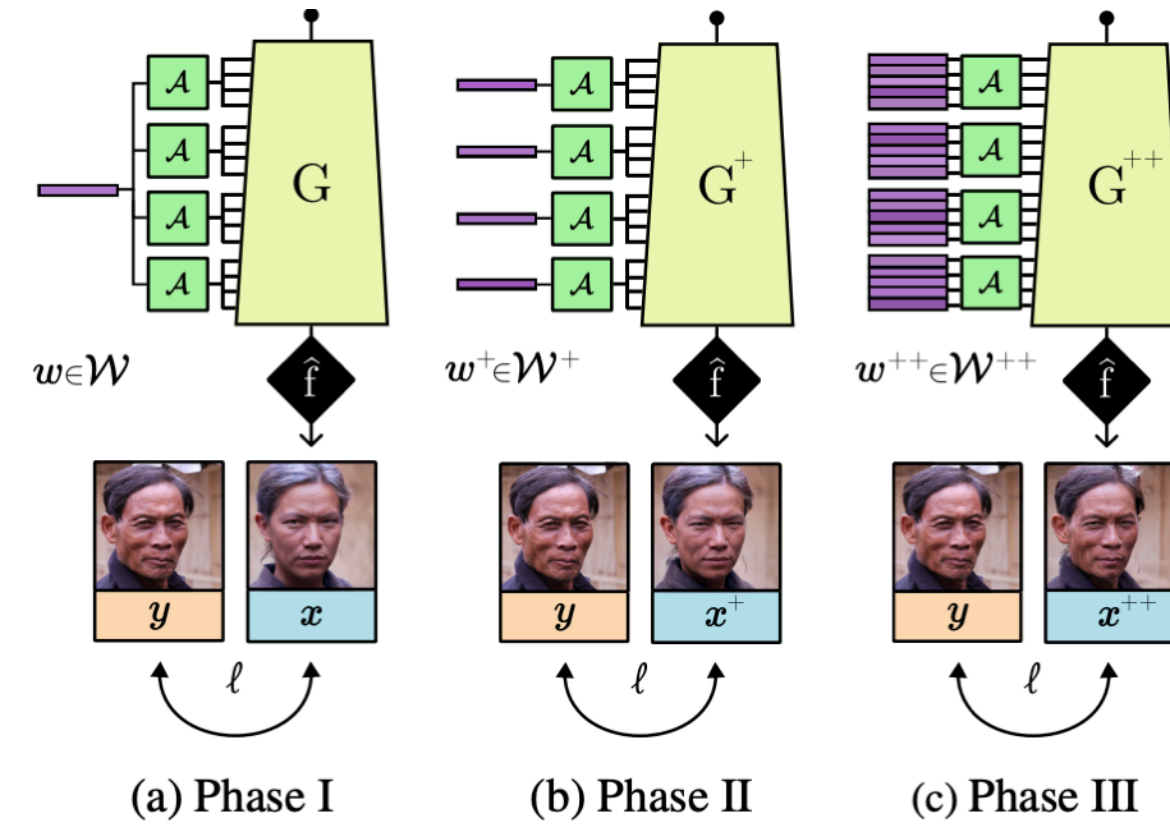 𝒜 𝒜 𝒜
𝒜 𝒜 𝒜
𝒜 𝒜 𝒜
𝒜 𝒜 𝒜
G G⁺ G⁺⁺
w∈𝒲 w⁺∈𝒲⁺ w⁺⁺∈𝒲⁺⁺
f̂ f̂ f̂
y x y x⁺ y x⁺⁺
ℓ ℓ ℓ
(a) Phase I (b) Phase II (c) Phase III